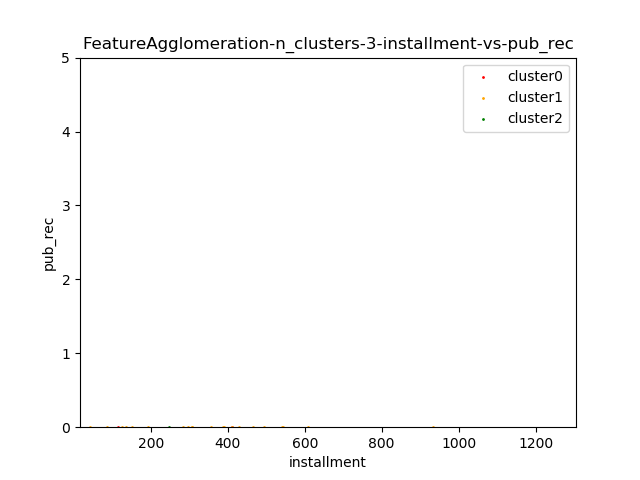 FeatureAgglomeration-n_clusters-3-installment-vs-pub_rec
cluster0
cluster1
cluster2
5
4
3
2
1
0
pub_rec
200
400
600
800
1000
1200
installment